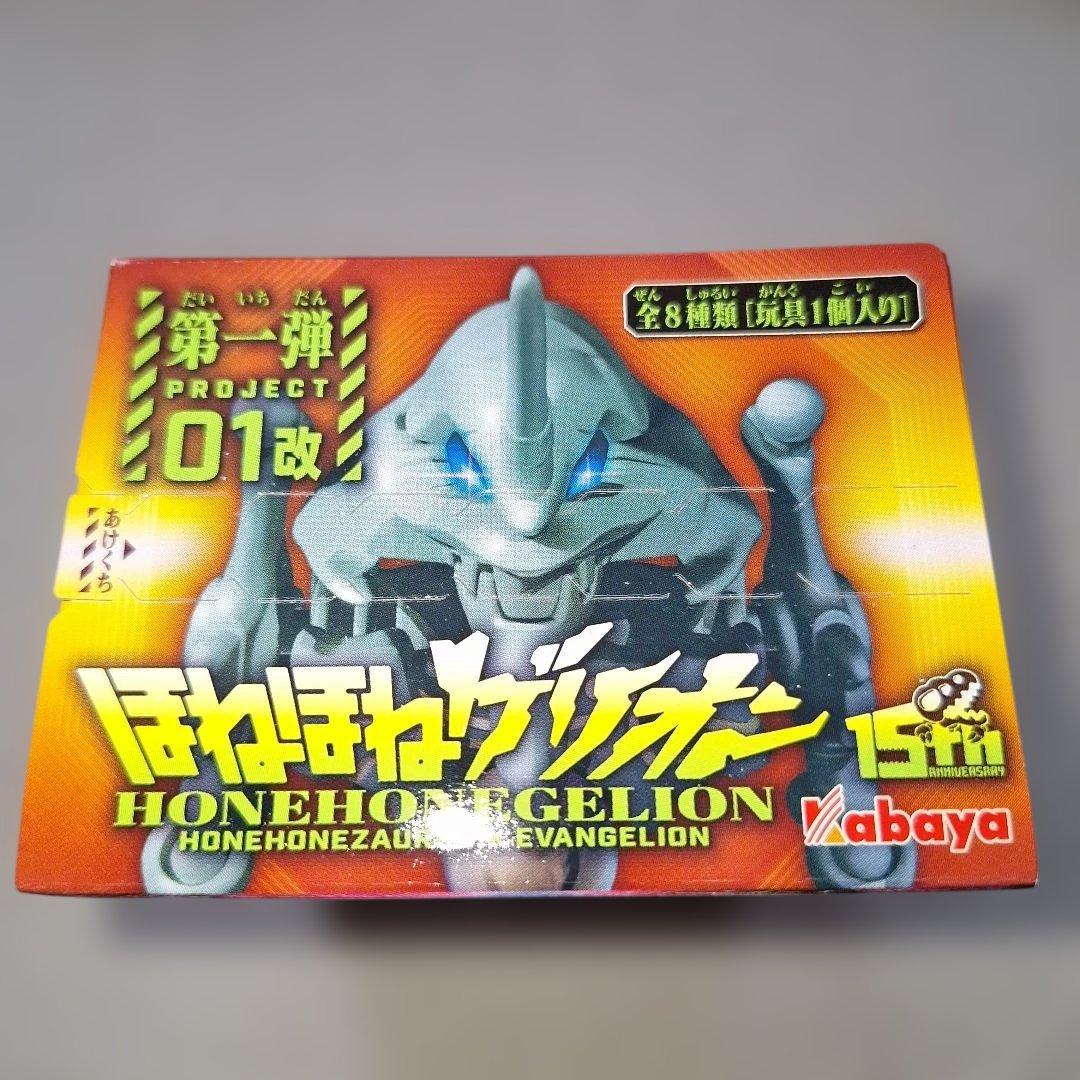 だい いち だん
第一弾
PROJECT
01改
ぜん しゅるい がんぐ こ い
全8種類[玩具1個入り]
あけくち
ほねほねゲリオン
HONEHONEGELION
EVANGELION
15th
ANNIVERSRAY
Kabaya